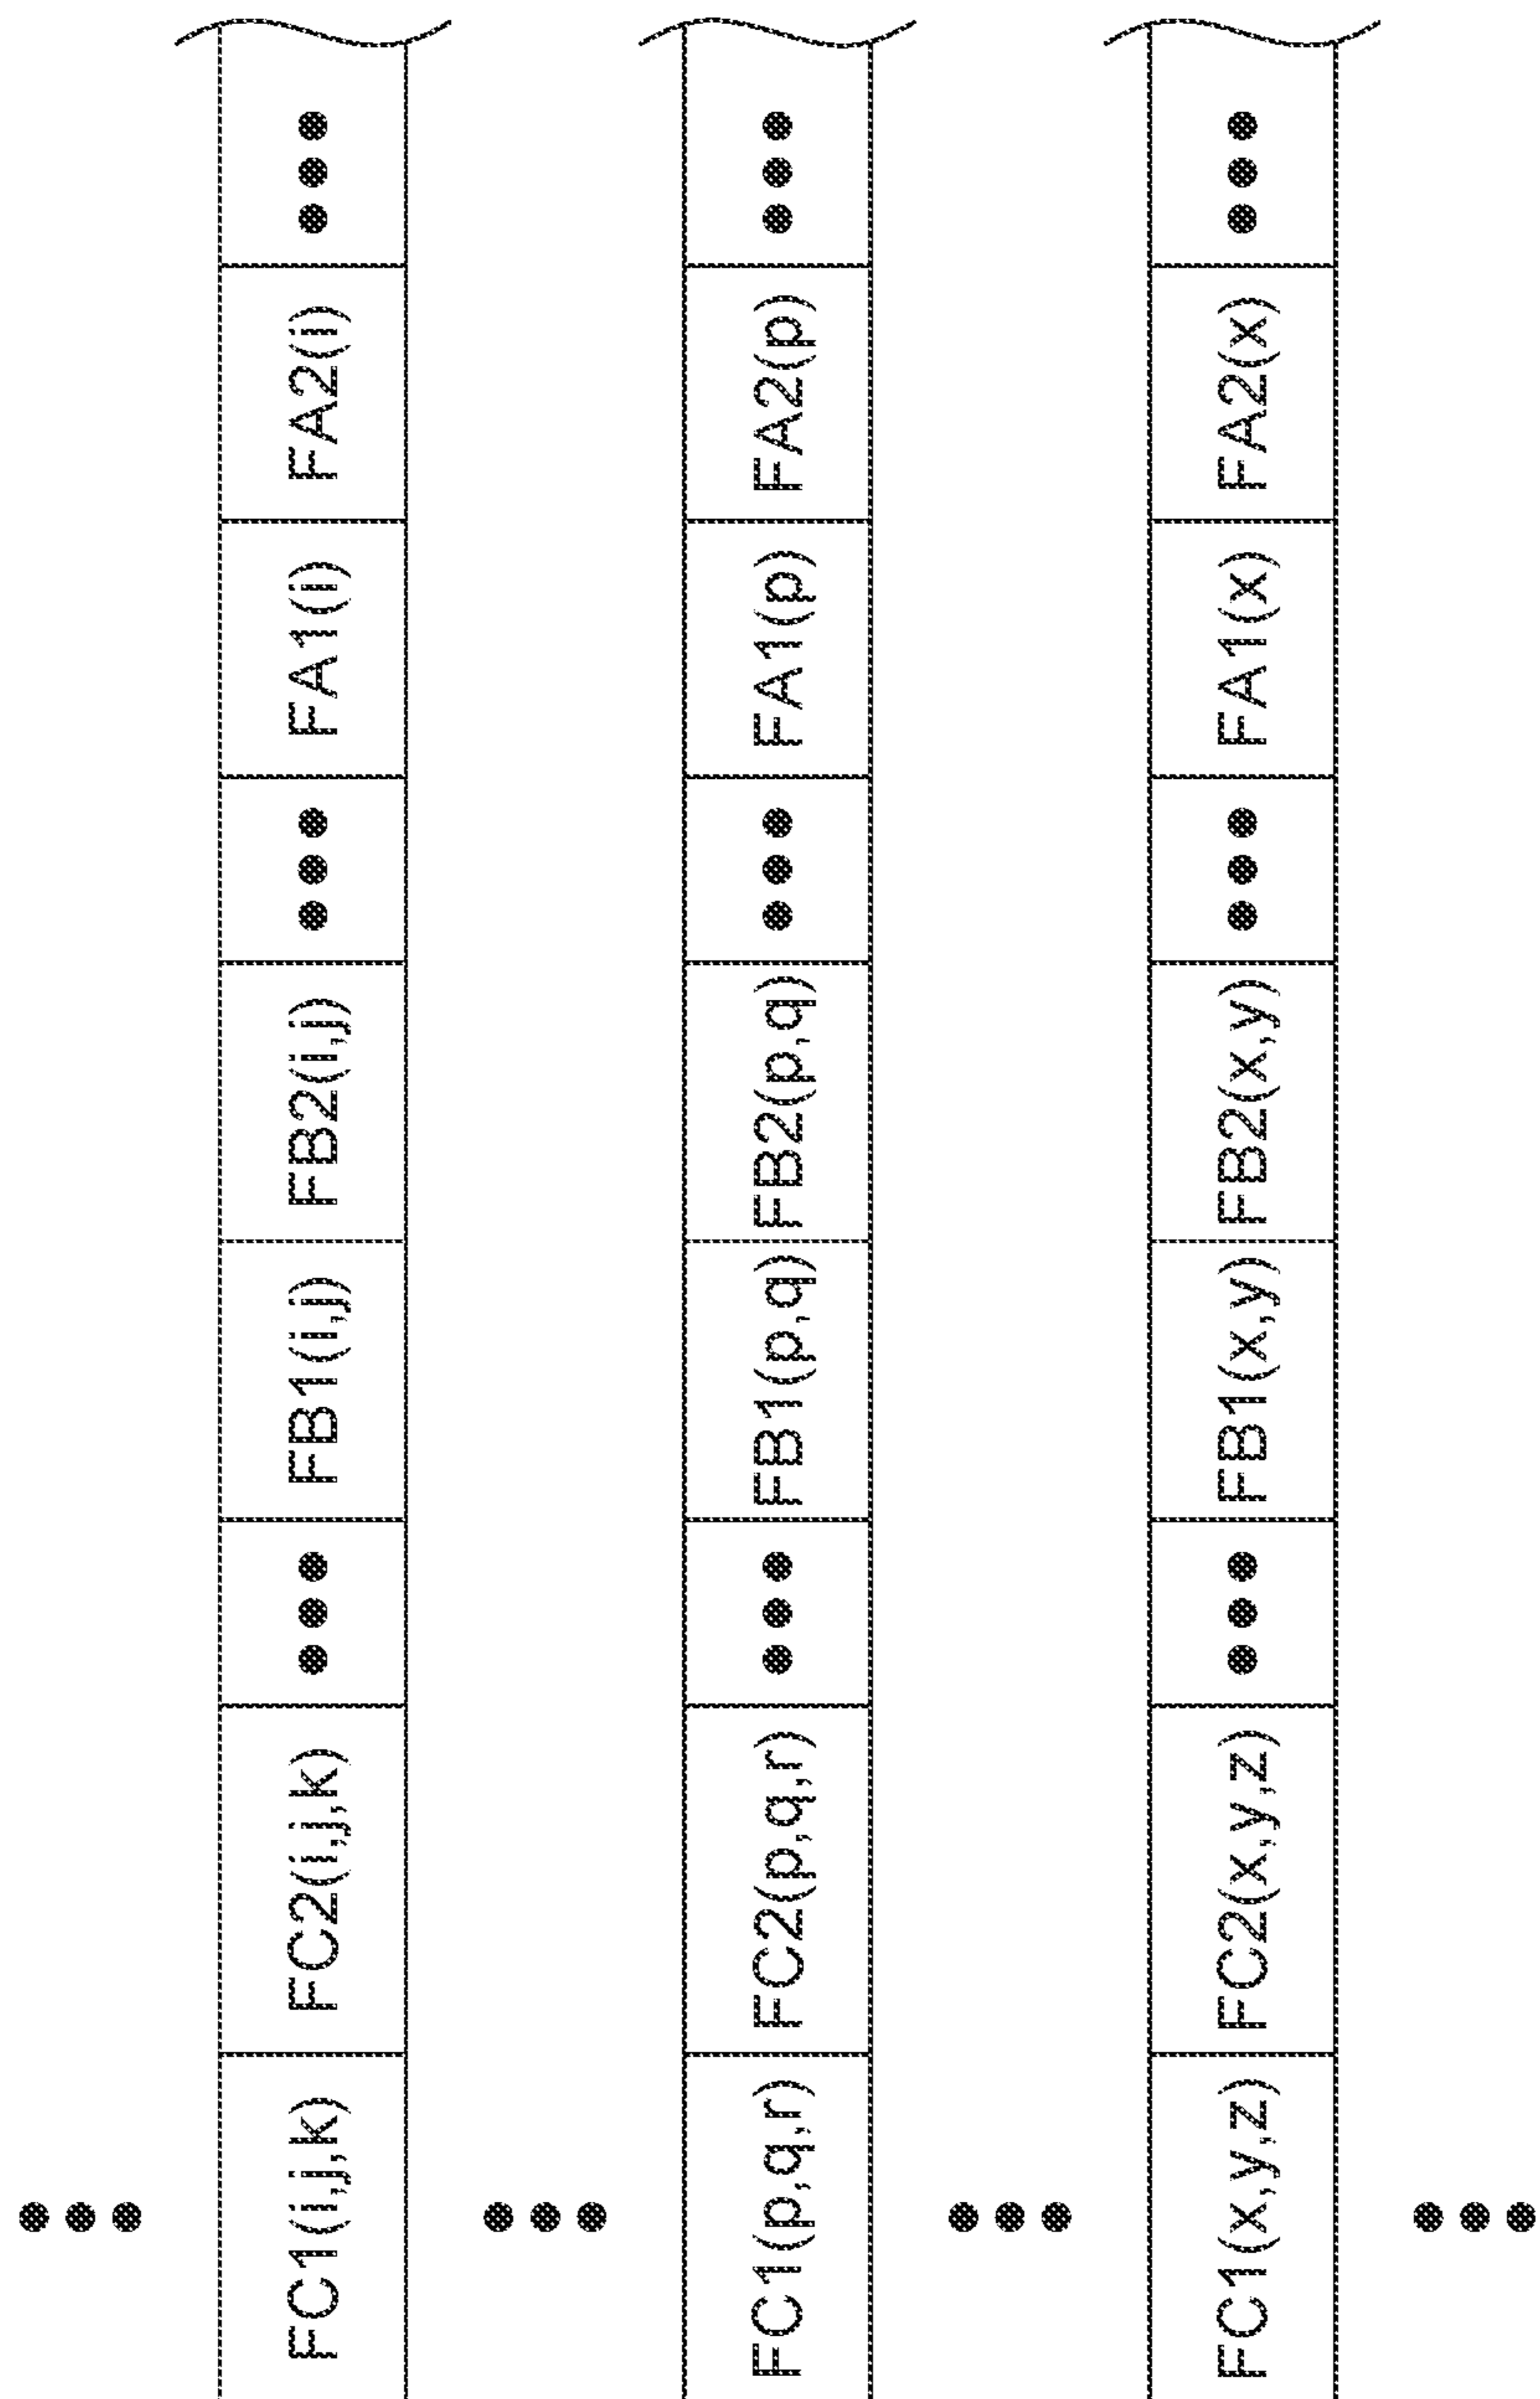 FC1(i,j,k) FC2(i,j,k) FB1(i,j) FB2(i,j) FA1(i) FA2(i)
FC1(p,q,r) FC2(p,q,r) FB1(p,q) FB2(p,q) FA1(p) FA2(p)
FC1(x,y,z) FC2(x,y,z) FB1(x,y) FB2(x,y) FA1(x) FA2(x)